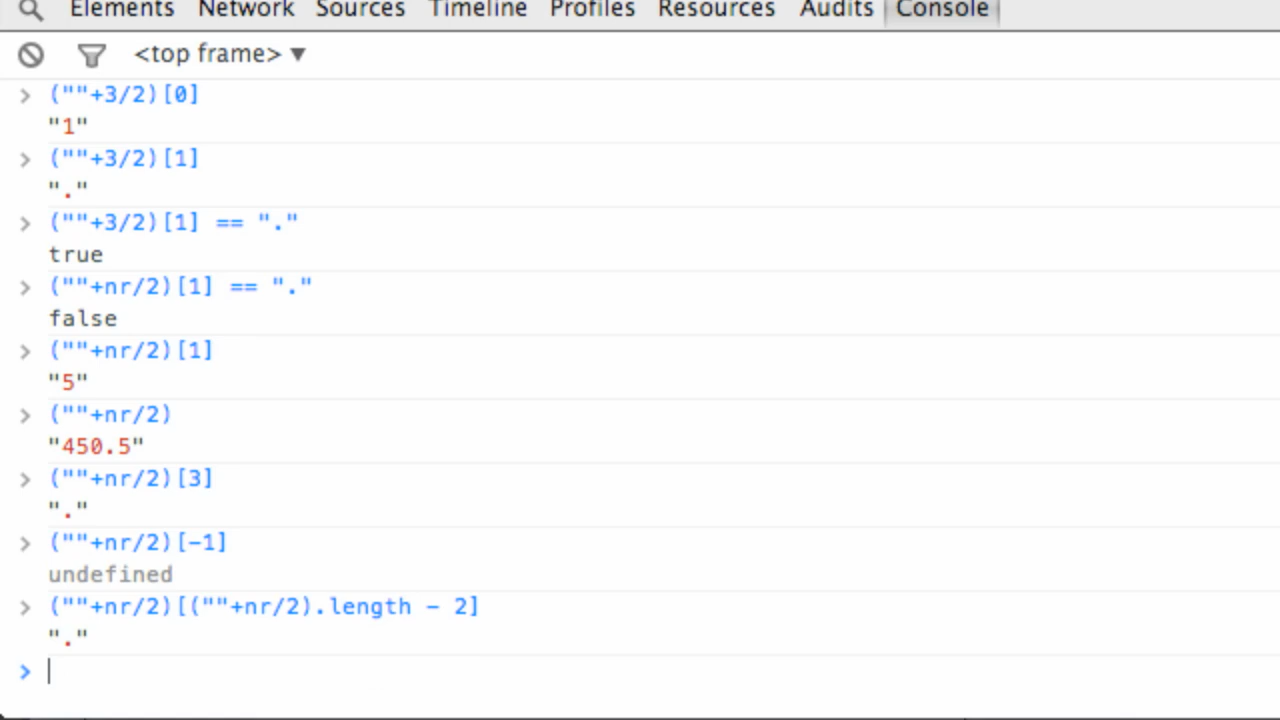 Elements Network Sources Timeline Profiles Resources Audits Console
<top frame> ▼
> (""+3/2)[0]
"1"
> (""+3/2)[1]
"."
> (""+3/2)[1] == "."
true
> (""+nr/2)[1] == "."
false
> (""+nr/2)[1]
"5"
> (""+nr/2)
"450.5"
> (""+nr/2)[3]
"."
> (""+nr/2)[-1]
undefined
> (""+nr/2)[(""+nr/2).length - 2]
"."
>